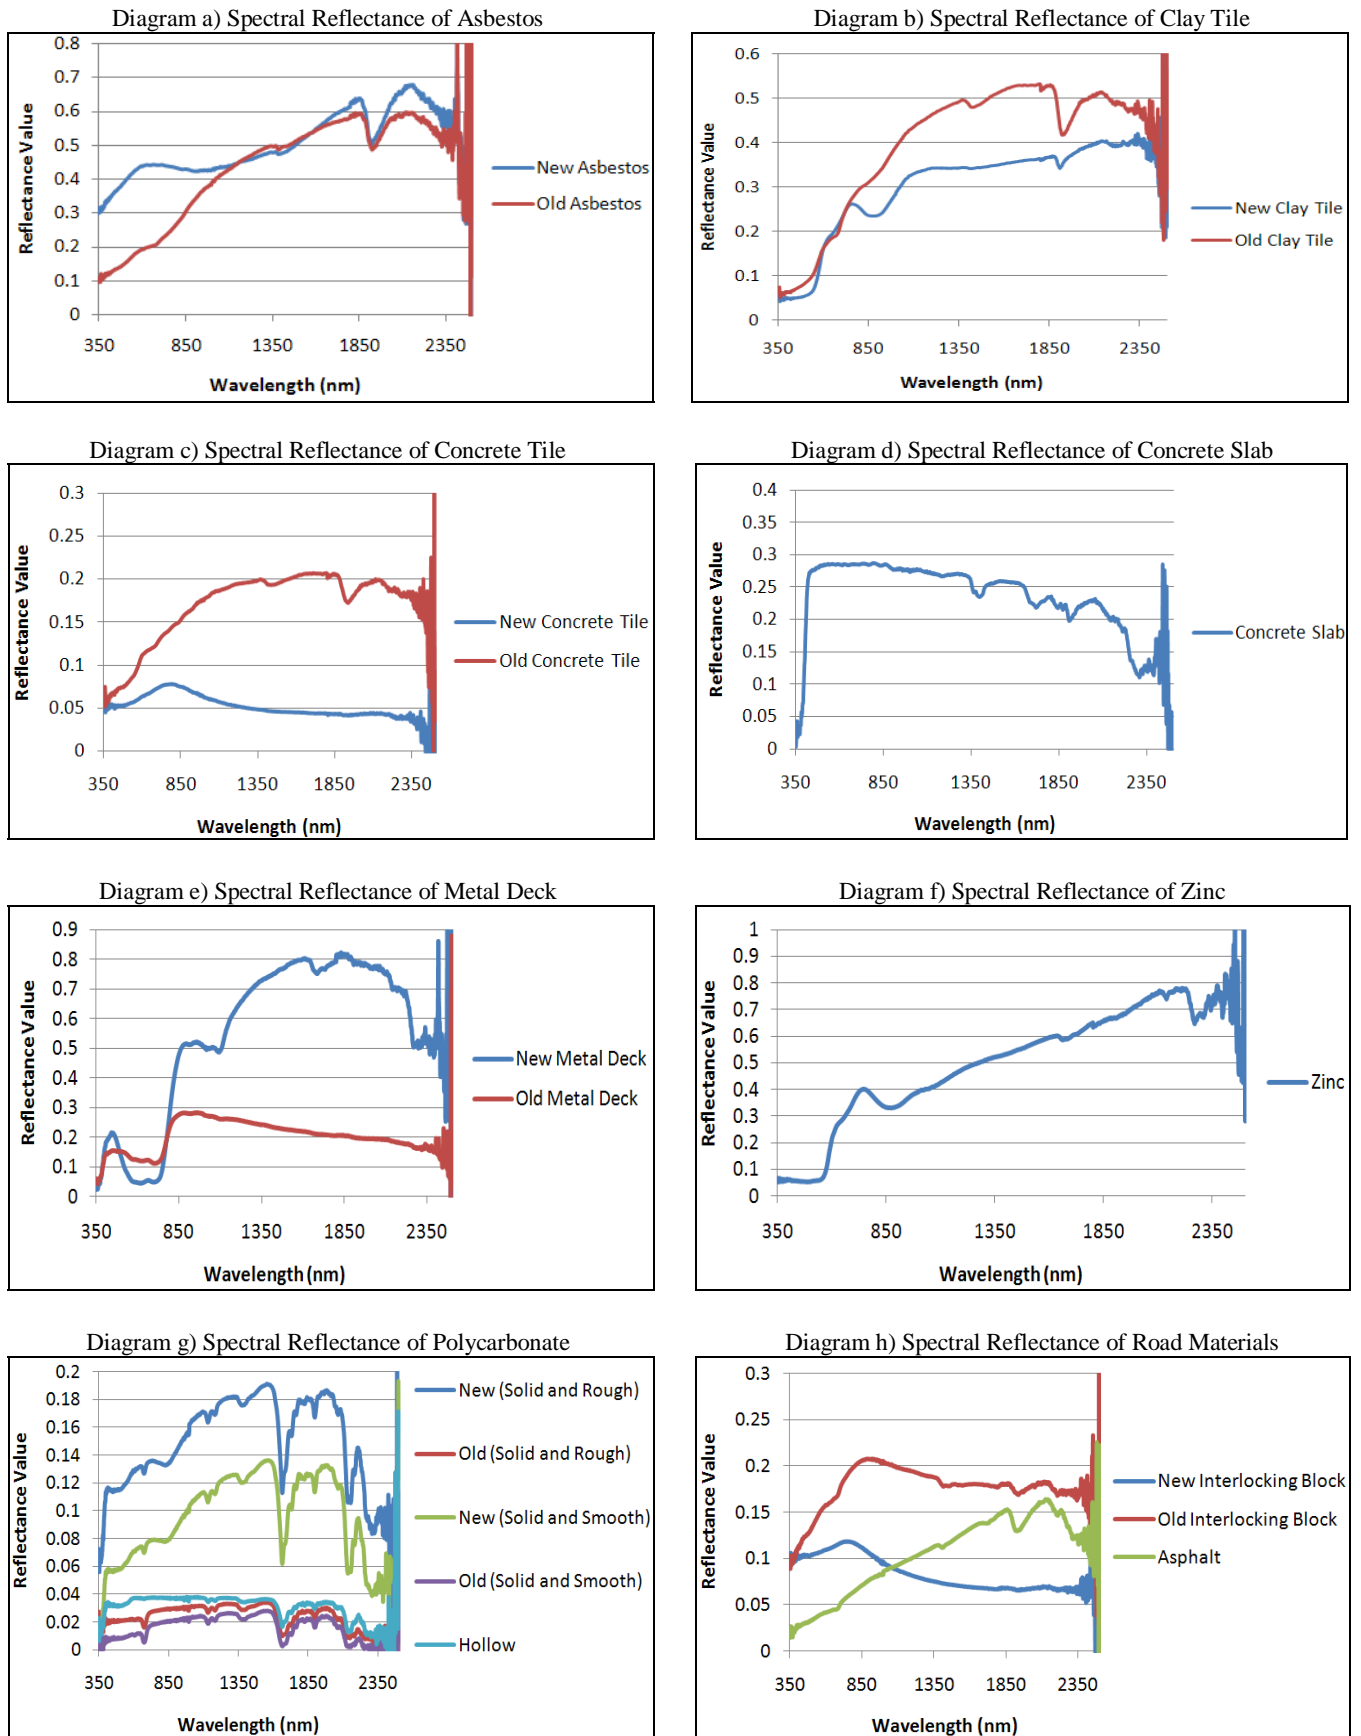 Diagram a) Spectral Reflectance of Asbestos
0.8
0.7
0.6
0.5
0.4
0.3
0.2
0.1
0
Reflectance Value
350 850 1350 1850 2350
Wavelength (nm)
New Asbestos
Old Asbestos
Diagram b) Spectral Reflectance of Clay Tile
0.6
0.5
0.4
0.3
0.2
0.1
0
Reflectance Value
350 850 1350 1850 2350
Wavelength (nm)
New Clay Tile
Old Clay Tile
Diagram c) Spectral Reflectance of Concrete Tile
0.3
0.25
0.2
0.15
0.1
0.05
0
Reflectance Value
350 850 1350 1850 2350
Wavelength (nm)
New Concrete Tile
Old Concrete Tile
Diagram d) Spectral Reflectance of Concrete Slab
0.4
0.35
0.3
0.25
0.2
0.15
0.1
0.05
0
Reflectance Value
350 850 1350 1850 2350
Wavelength (nm)
Concrete Slab
Diagram e) Spectral Reflectance of Metal Deck
0.9
0.8
0.7
0.6
0.5
0.4
0.3
0.2
0.1
0
Reflectance Value
350 850 1350 1850 2350
Wavelength (nm)
New Metal Deck
Old Metal Deck
Diagram f) Spectral Reflectance of Zinc
1
0.9
0.8
0.7
0.6
0.5
0.4
0.3
0.2
0.1
0
Reflectance Value
350 850 1350 1850 2350
Wavelength (nm)
Zinc
Diagram g) Spectral Reflectance of Polycarbonate
0.2
0.18
0.16
0.14
0.12
0.1
0.08
0.06
0.04
0.02
0
Reflectance Value
350 850 1350 1850 2350
Wavelength (nm)
New (Solid and Rough)
Old (Solid and Rough)
New (Solid and Smooth)
Old (Solid and Smooth)
Hollow
Diagram h) Spectral Reflectance of Road Materials
0.3
0.25
0.2
0.15
0.1
0.05
0
Reflectance Value
350 850 1350 1850 2350
Wavelength (nm)
New Interlocking Block
Old Interlocking Block
Asphalt